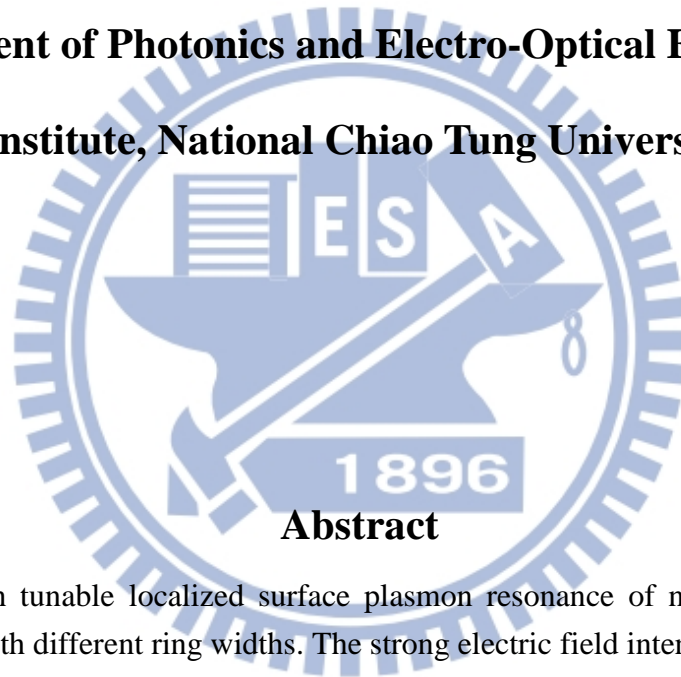 ent of Photonics and Electro-Optical E
nstitute, National Chiao Tung Univers
E S A
8
1896
Abstract
n tunable localized surface plasmon resonance of n
th different ring widths. The strong electric field inter